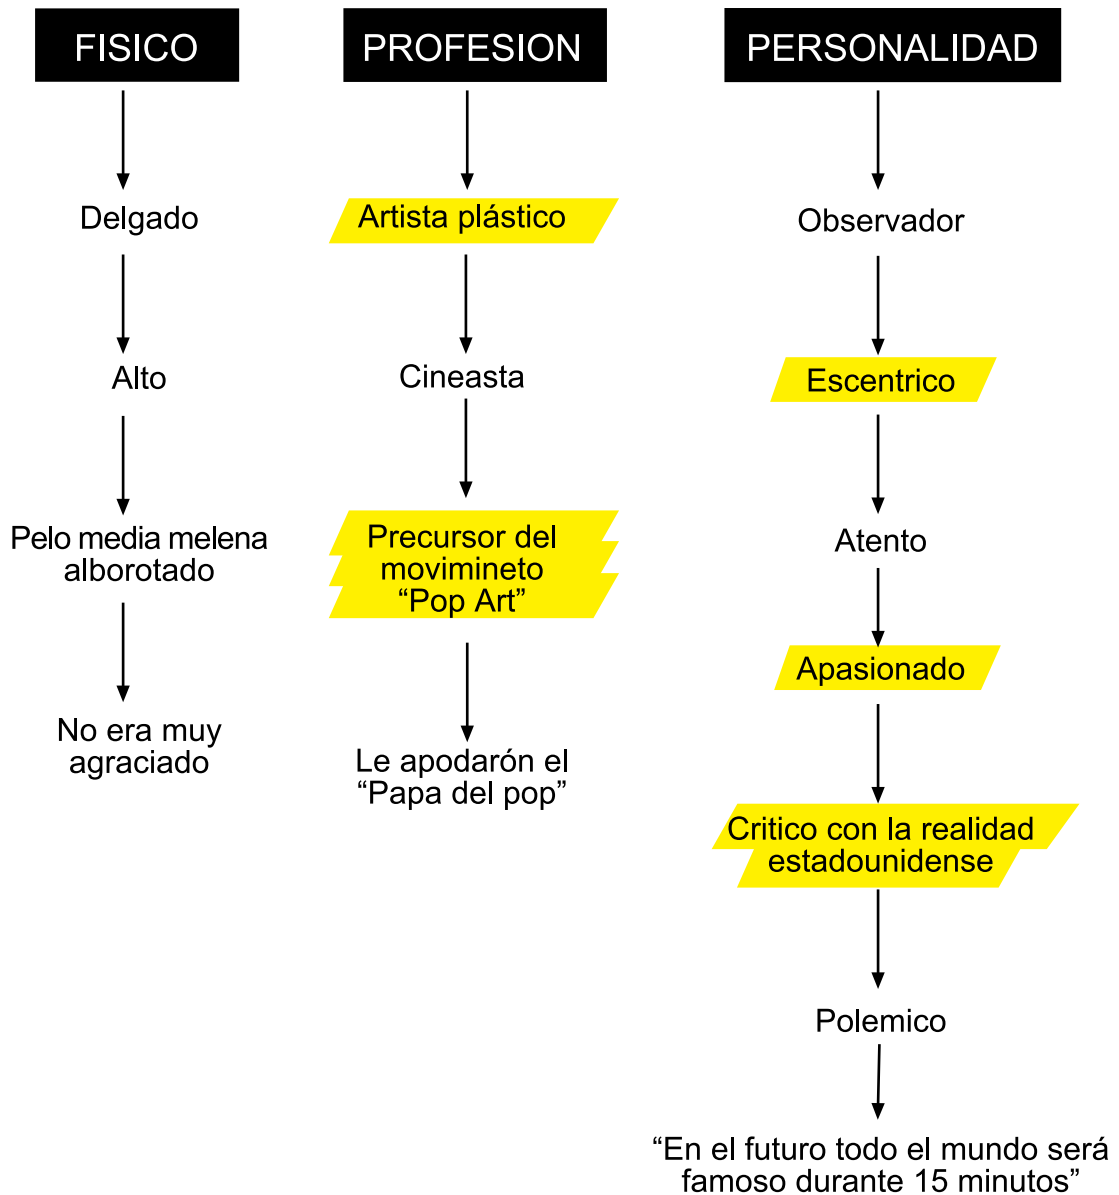 FISICO
Delgado
Alto
Pelo media melena
alborotado
No era muy
agraciado
PROFESION
Artista plástico
Cineasta
Precursor del
movimineto
“Pop Art”
Le apodarón el
“Papa del pop”
PERSONALIDAD
Observador
Escentrico
Atento
Apasionado
Critico con la realidad
estadounidense
Polemico
“En el futuro todo el mundo será
famoso durante 15 minutos”